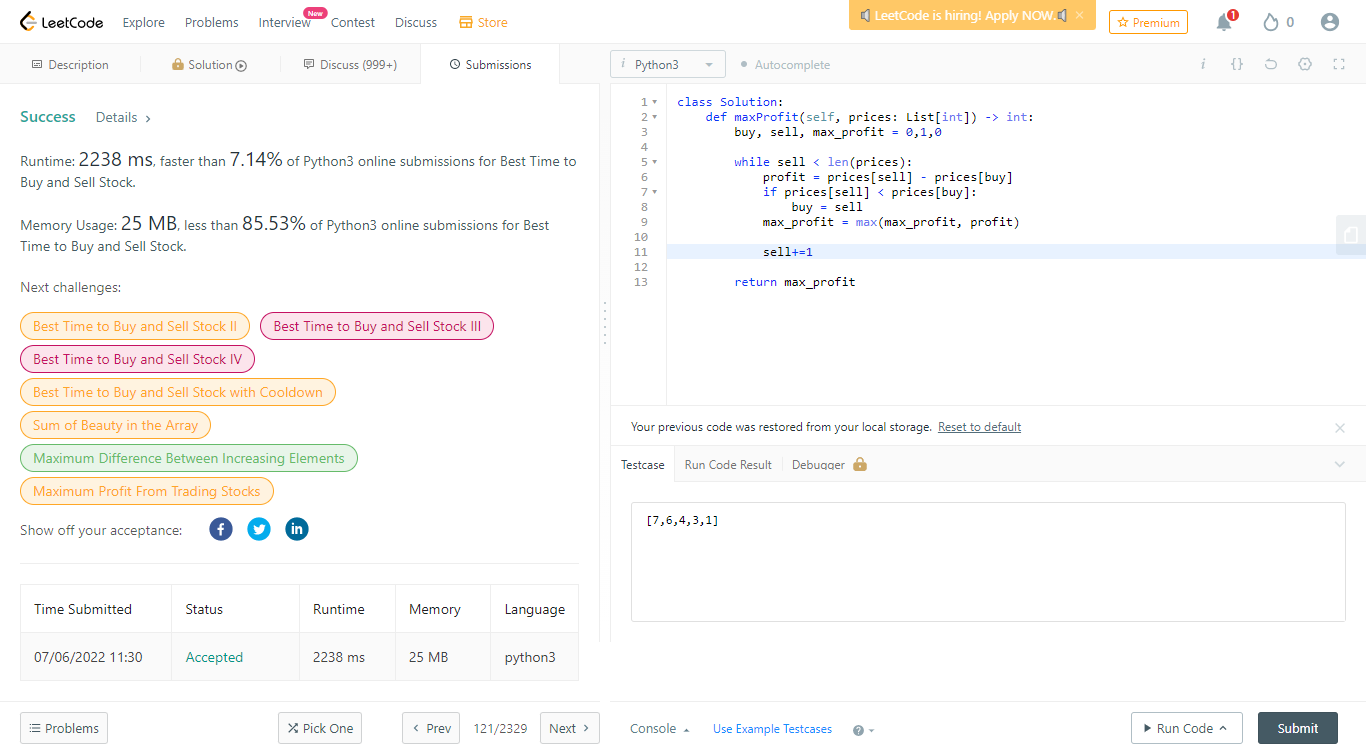 LeetCode Explore Problems Interview New Contest Discuss Store LeetCode is hiring! Apply NOW. × Premium 1 0
Description Solution Discuss (999+) Submissions
i Python3 Autocomplete i {}
Success Details >
Runtime: 2238 ms, faster than 7.14% of Python3 online submissions for Best Time to
Buy and Sell Stock.
Memory Usage: 25 MB, less than 85.53% of Python3 online submissions for Best
Time to Buy and Sell Stock.
Next challenges:
Best Time to Buy and Sell Stock II Best Time to Buy and Sell Stock III
Best Time to Buy and Sell Stock IV
Best Time to Buy and Sell Stock with Cooldown
Sum of Beauty in the Array
Maximum Difference Between Increasing Elements
Maximum Profit From Trading Stocks
Show off your acceptance: f in
Time Submitted Status Runtime Memory Language
07/06/2022 11:30 Accepted 2238 ms 25 MB python3
1 class Solution:
2 def maxProfit(self, prices: List[int]) -> int:
3 buy, sell, max_profit = 0,1,0
4
5 while sell < len(prices):
6 profit = prices[sell] - prices[buy]
7 if prices[sell] < prices[buy]:
8 buy = sell
9 max_profit = max(max_profit, profit)
10
11 sell+=1
12
13 return max_profit
Your previous code was restored from your local storage. Reset to default ×
Testcase Run Code Result Debugger
[7,6,4,3,1]
Problems Pick One < Prev 121/2329 Next > Console Use Example Testcases ? Run Code Submit